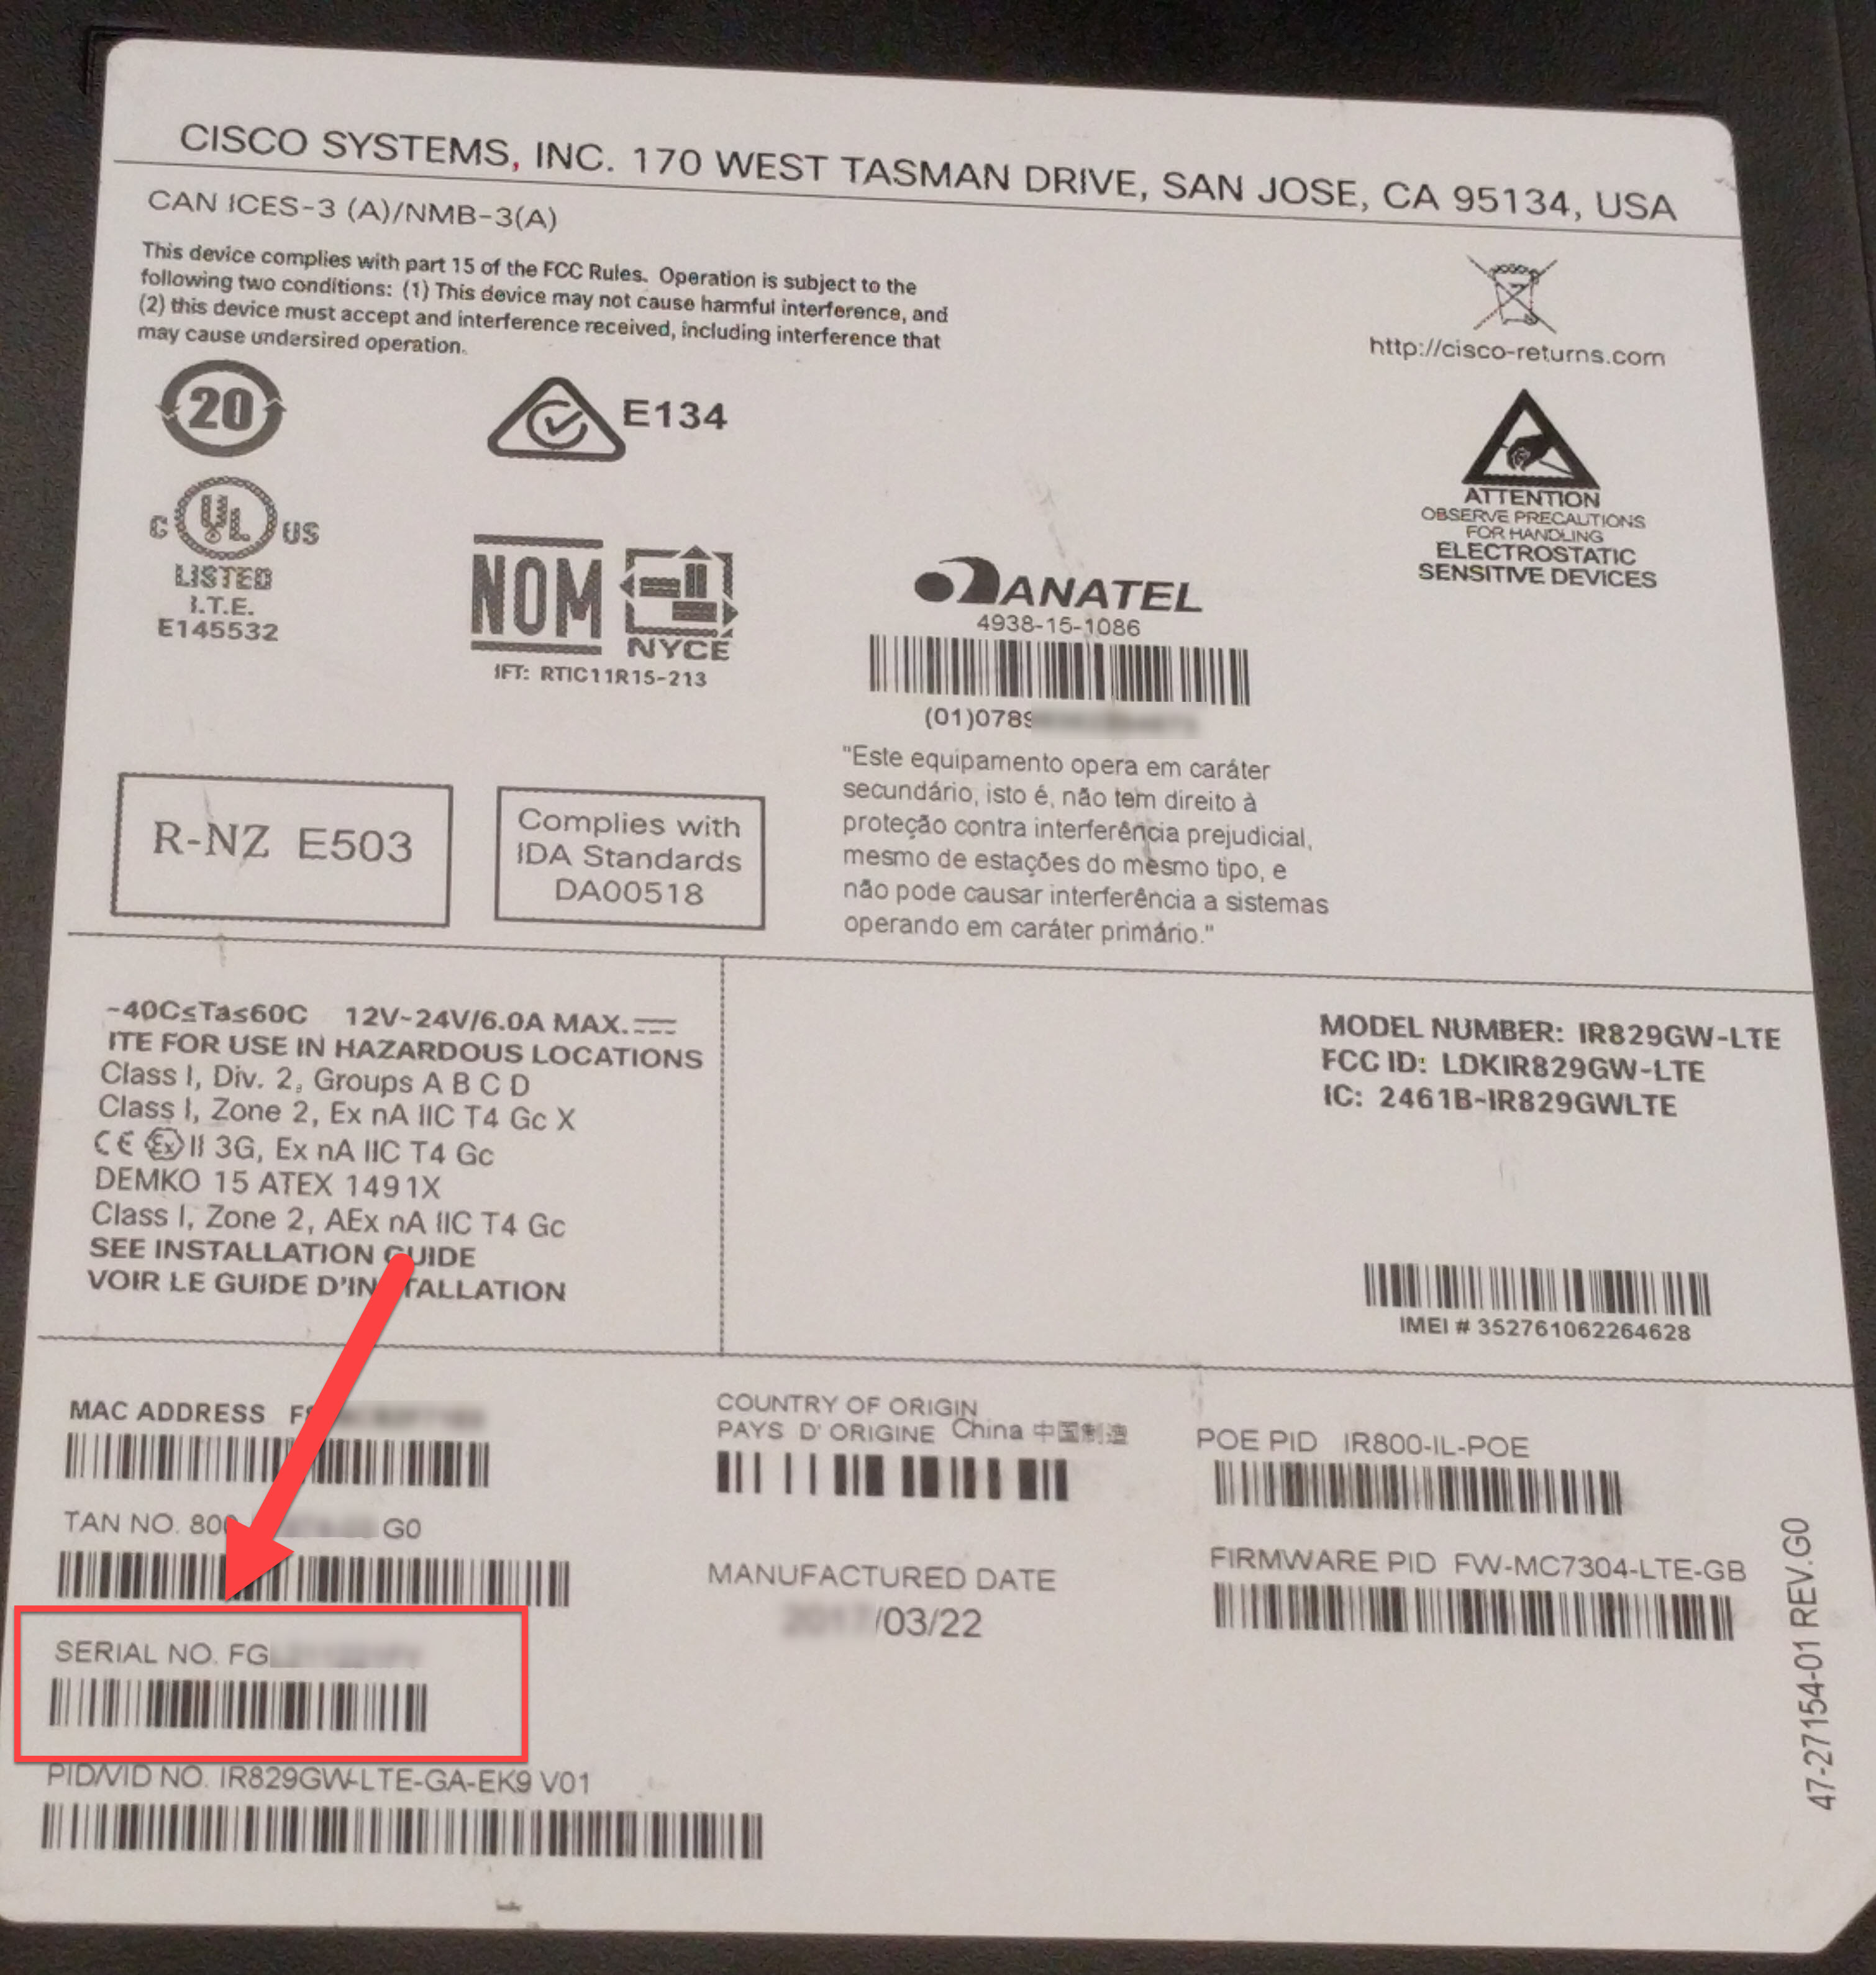 CISCO SYSTEMS, INC. 170 WEST TASMAN DRIVE, SAN JOSE, CA 95134, USA
CAN ICES-3 (A)/NMB-3(A)
This device complies with part 15 of the FCC Rules. Operation is subject to the
following two conditions: (1) This device may not cause harmful interference, and
(2) this device must accept and interference received, including interference that
may cause undersired operation.
http://cisco-returns.com
20
E134
ATTENTION
OBSERVE PRECAUTIONS
FOR HANDLING
ELECTROSTATIC
SENSITIVE DEVICES
C UL US
LISTED
I.T.E.
E145532
NOM
NYCE
IFT: RTIC11R15-213
ANATEL
4938-15-1086
(01)0789
"Este equipamento opera em caráter
secundário, isto é, não tem direito à
proteção contra interferência prejudicial,
mesmo de estações do mesmo tipo, e
não pode causar interferência a sistemas
operando em caráter primário."
R-NZ E503
Complies with
IDA Standards
DA00518
-40C≤Ta≤60C 12V-24V/6.0A MAX.
ITE FOR USE IN HAZARDOUS LOCATIONS
Class I, Div. 2, Groups A B C D
Class I, Zone 2, Ex nA IIC T4 Gc X
CE Ex II 3G, Ex nA IIC T4 Gc
DEMKO 15 ATEX 1491X
Class I, Zone 2, AEx nA IIC T4 Gc
SEE INSTALLATION GUIDE
VOIR LE GUIDE D'INSTALLATION
MODEL NUMBER: IR829GW-LTE
FCC ID: LDKIR829GW-LTE
IC: 2461B-IR829GWLTE
IMEI # 352761062264628
MAC ADDRESS
TAN NO. 800 G0
SERIAL NO. FG
PID/VID NO. IR829GW-LTE-GA-EK9 V01
COUNTRY OF ORIGIN
PAYS D'ORIGINE China 中国制造
MANUFACTURED DATE
/03/22
POE PID IR800-IL-POE
FIRMWARE PID FW-MC7304-LTE-GB
47-27154-01 REV.G0